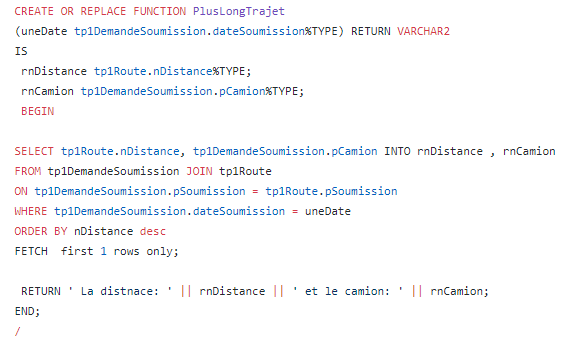 CREATE OR REPLACE FUNCTION PlusLongTrajet
(uneDate tp1DemandeSoumission.dateSoumission%TYPE) RETURN VARCHAR2
IS
rnDistance tp1Route.nDistance%TYPE;
rnCamion tp1DemandeSoumission.pCamion%TYPE;
BEGIN
SELECT tp1Route.nDistance, tp1DemandeSoumission.pCamion INTO rnDistance , rnCamion
FROM tp1DemandeSoumission JOIN tp1Route
ON tp1DemandeSoumission.pSoumission = tp1Route.pSoumission
WHERE tp1DemandeSoumission.dateSoumission = uneDate
ORDER BY nDistance desc
FETCH  first 1 rows only;
RETURN ' La distnace: ' || rnDistance || ' et le camion: ' || rnCamion;
END;
/